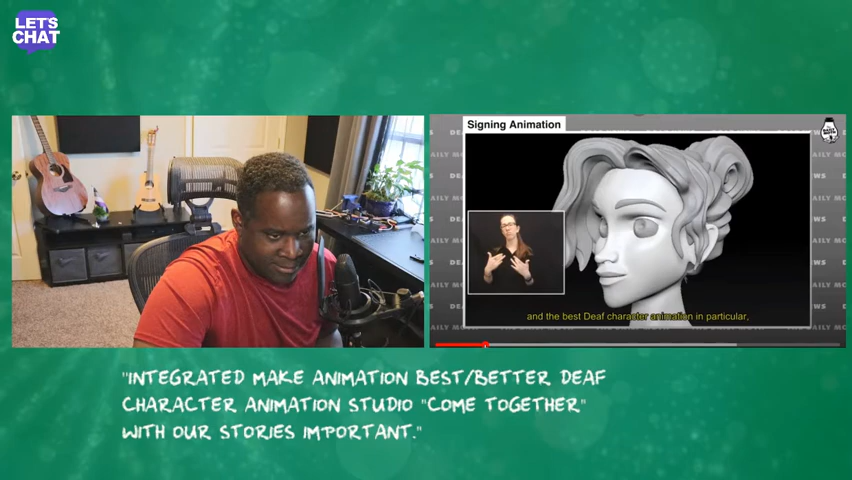 LETS
CHAT
Signing Animation
and the best Deaf character animation in particular,
"INTEGRATED MAKE ANIMATION BEST/BETTER DEAF
CHARACTER ANIMATION STUDIO "COME TOGETHER"
WITH OUR STORIES IMPORTANT."